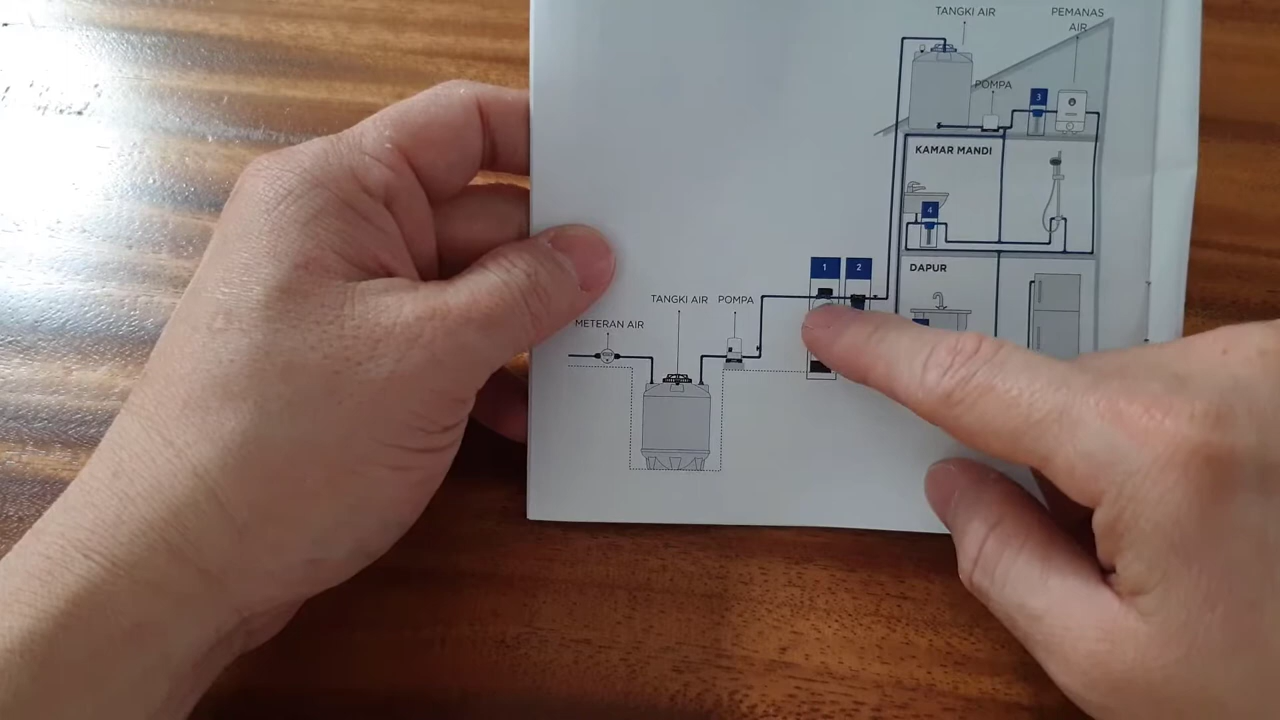 TANGKI AIR
PEMANAS
AIR
POMPA
3
KAMAR MANDI
4
DAPUR
1
2
TANGKI AIR
POMPA
METERAN AIR